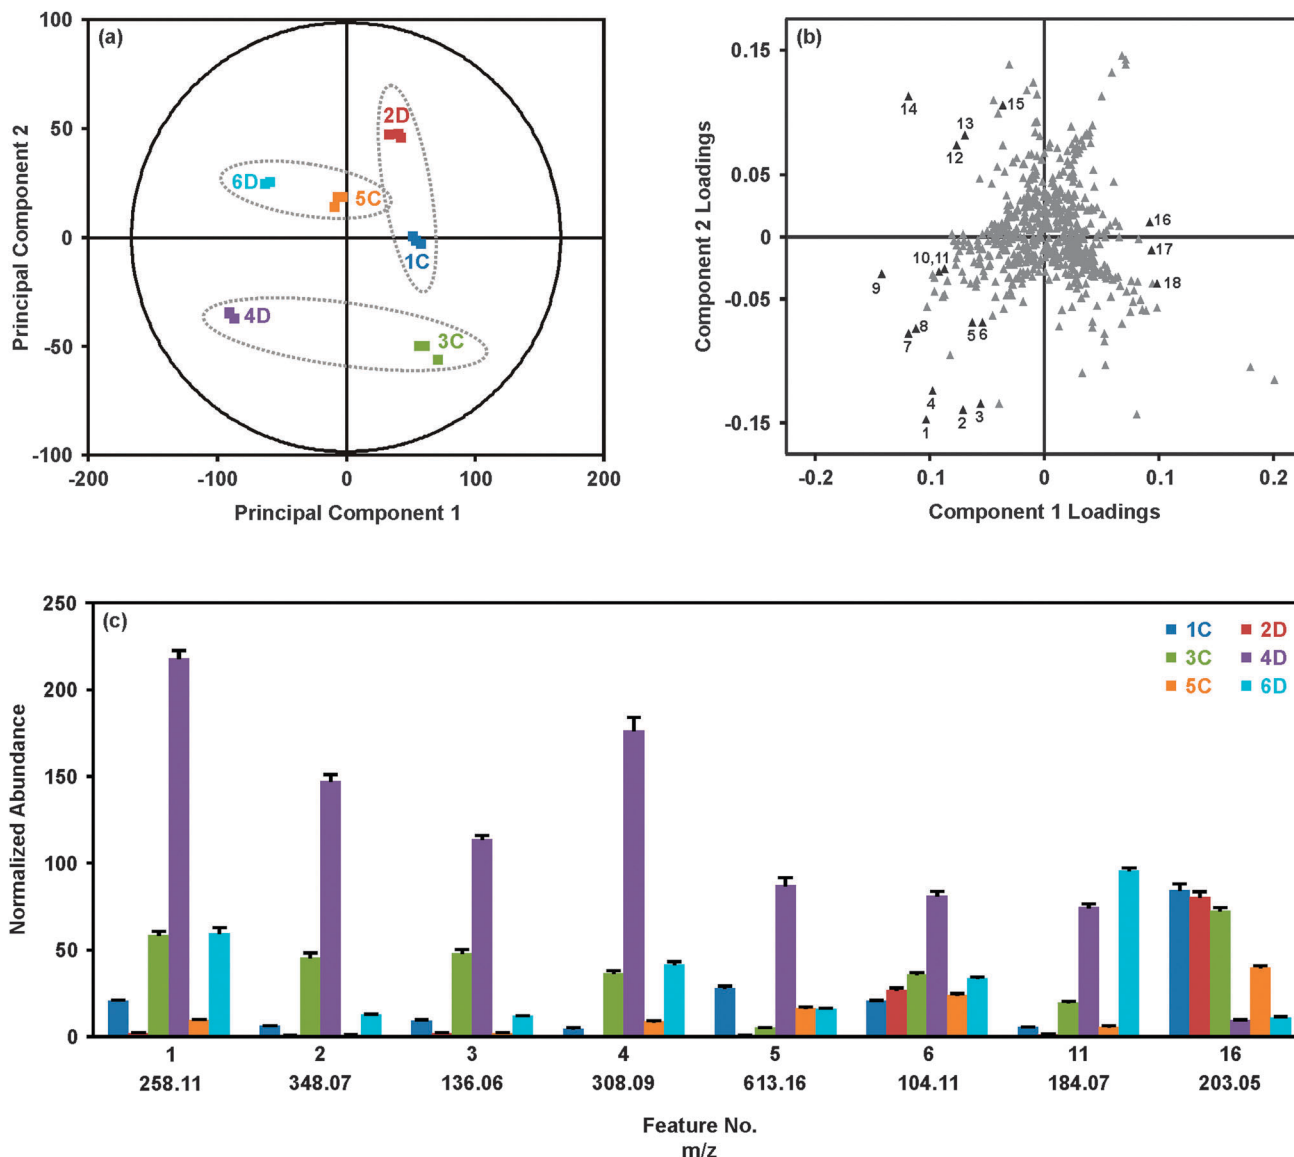 (a)
100
50
0
-50
-100
-200
-100
0
100
200
Principal Component 2
Principal Component 1
2D
6D
5C
1C
4D
3C
(b)
0.15
0.05
0
-0.05
-0.15
-0.2
0.1
0
0.1
0.2
Component 2 Loadings
Component 1 Loadings
14
15
13
12
16
17
10,11
9
18
8
7
5 6
4
1
2
3
(c)
250
200
150
100
50
0
Normalized Abundance
1C 2D
3C 4D
5C 6D
1 2 3 4 5 6 11 16
258.11 348.07 136.06 308.09 613.16 104.11 184.07 203.05
Feature No.
m/z